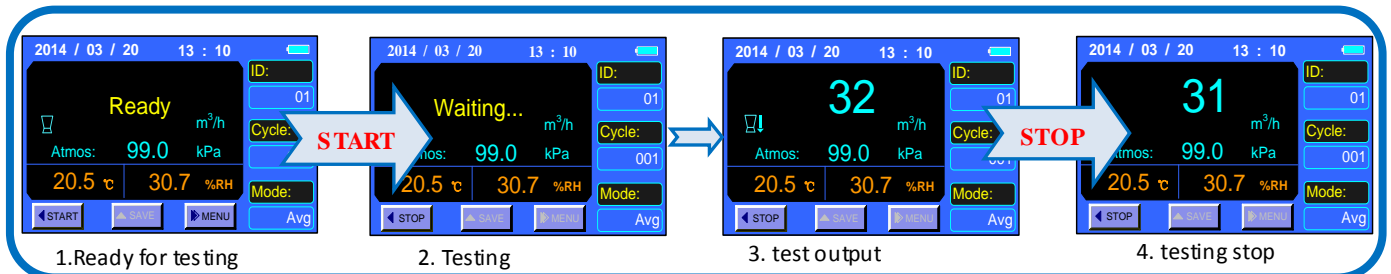 2014 / 03 / 20 13 : 10
Ready
m³/h
Atmos: 99.0 kPa
20.5 ℃ 30.7 %RH
START SAVE MENU
ID:
01
Cycle:
Mode:
Avg
1.Ready for testing
START
2014 / 03 / 20 13 : 10
Waiting...
m³/h
99.0 kPa
20.5 ℃ 30.7 %RH
STOP SAVE MENU
ID:
01
Cycle:
001
Mode:
Avg
2. Testing
2014 / 03 / 20 13 : 10
32
m³/h
Atmos: 99.0 kPa
20.5 ℃ 30.7 %RH
STOP SAVE MENU
ID:
01
Cycle:
001
Mode:
Avg
3. test output
STOP
2014 / 03 / 20 13 : 10
31
m³/h
Atmos: 99.0 kPa
20.5 ℃ 30.7 %RH
STOP SAVE MENU
ID:
01
Cycle:
001
Mode:
Avg
4. testing stop